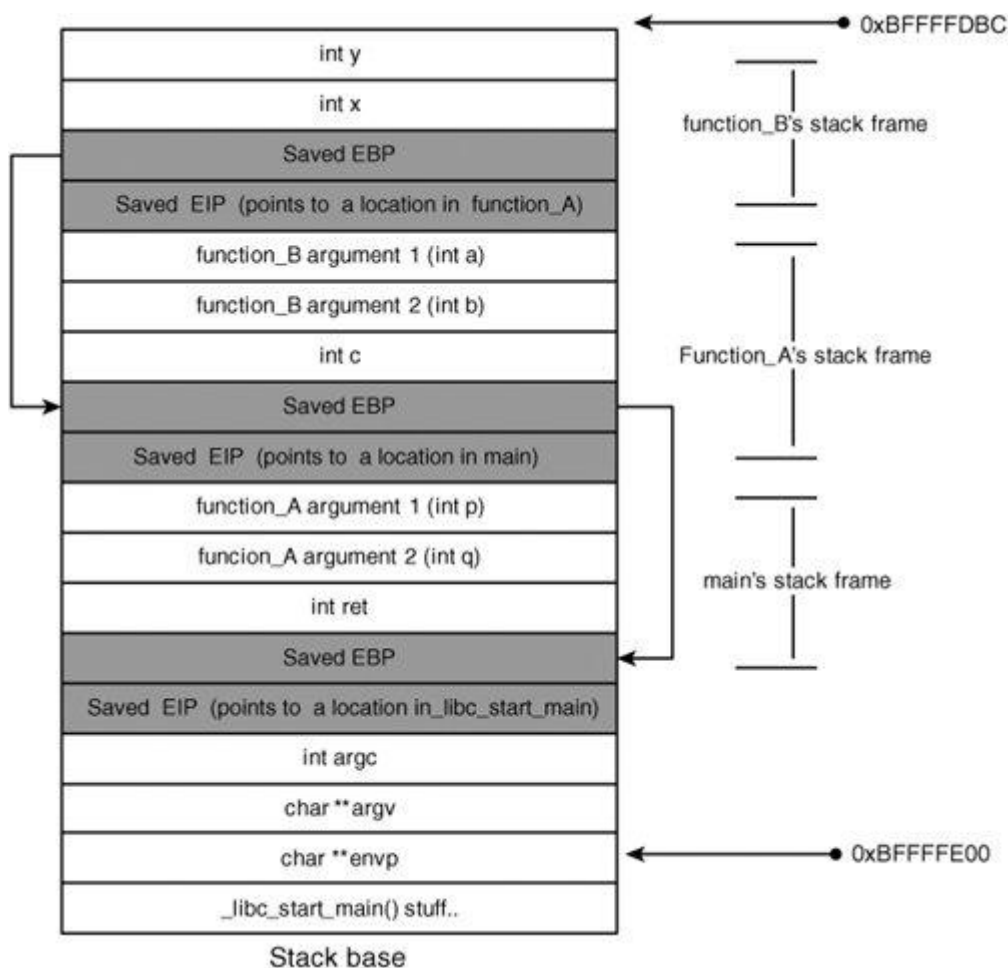 0xBFFFFDBC
int y
int x
function_B's stack frame
Saved EBP
Saved EIP (points to a location in function_A)
function_B argument 1 (int a)
function_B argument 2 (int b)
int c
Function_A's stack frame
Saved EBP
Saved EIP (points to a location in main)
function_A argument 1 (int p)
funcion_A argument 2 (int q)
main's stack frame
int ret
Saved EBP
Saved EIP (points to a location in_libc_start_main)
int argc
char **argv
char **envp
0xBFFFFE00
_libc_start_main() stuff..
Stack base